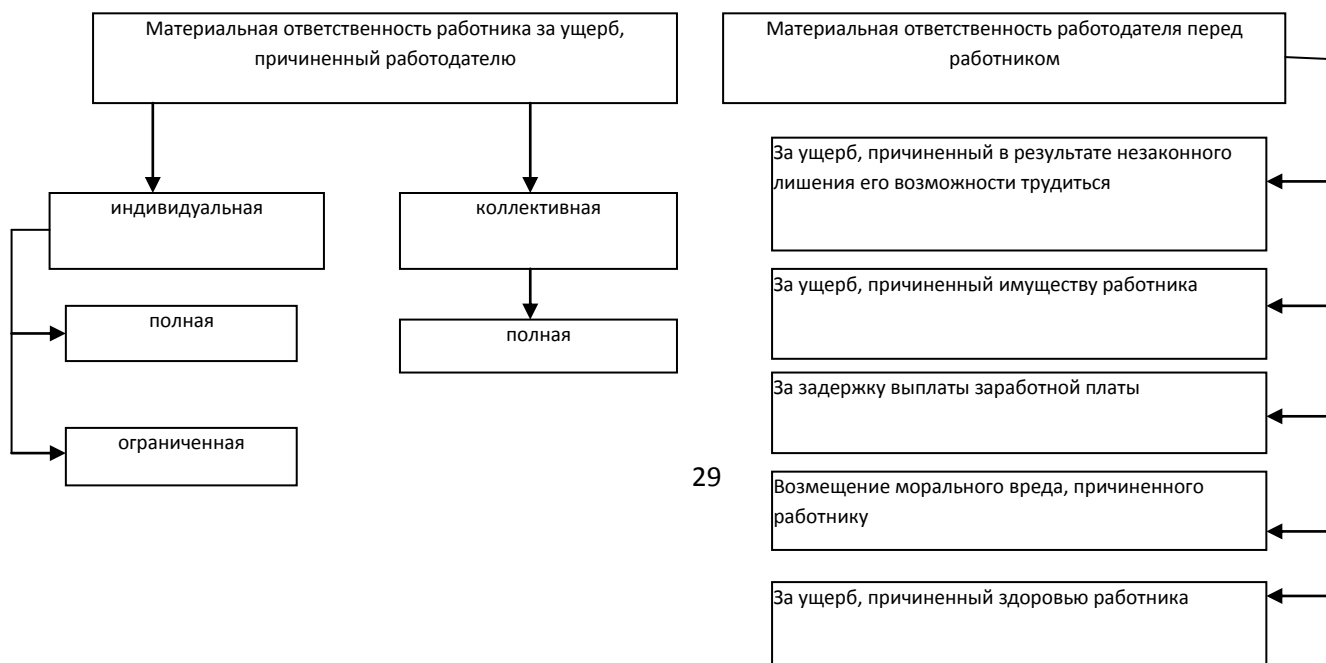 Материальная ответственность работника за ущерб,
причиненный работодателю
индивидуальная
коллективная
полная
полная
ограниченная
29
Материальная ответственность работодателя перед
работником
За ущерб, причиненный в результате незаконного
лишения его возможности трудиться
За ущерб, причиненный имуществу работника
За задержку выплаты заработной платы
Возмещение морального вреда, причиненного
работнику
За ущерб, причиненный здоровью работника